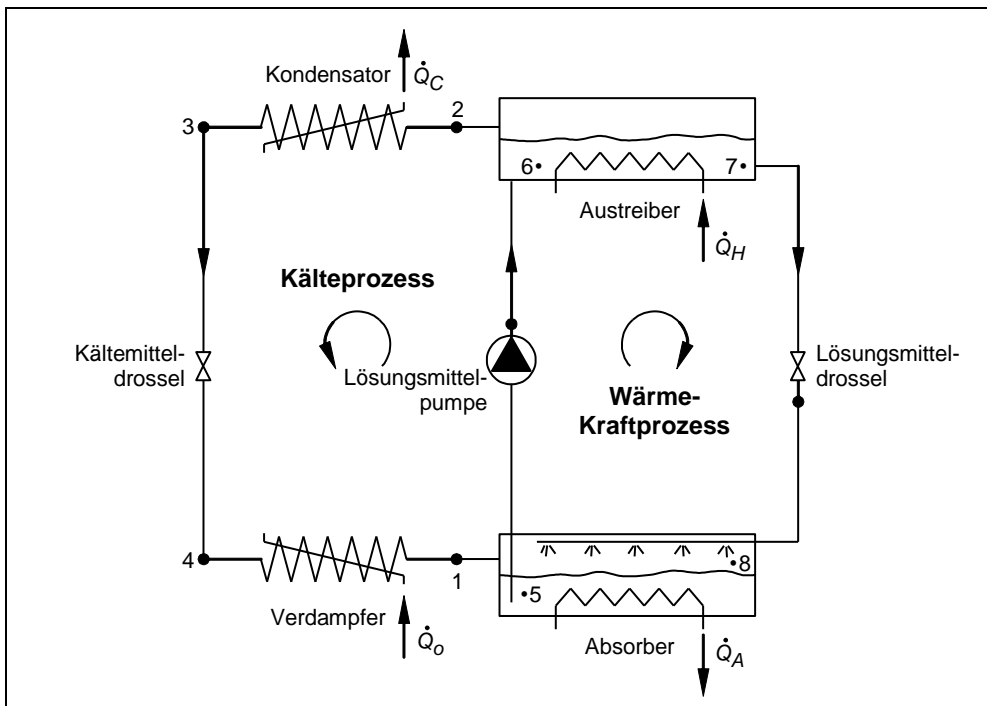 Kondensator
Q̇C
3
2
6
7
Austreiber
Q̇H
Kälteprozess
Kältemittel-
drossel
Lösungsmittel-
pumpe
Lösungsmittel-
drossel
Wärme-
Kraftprozess
4
1
8
5
Verdampfer
Q̇o
Absorber
Q̇A